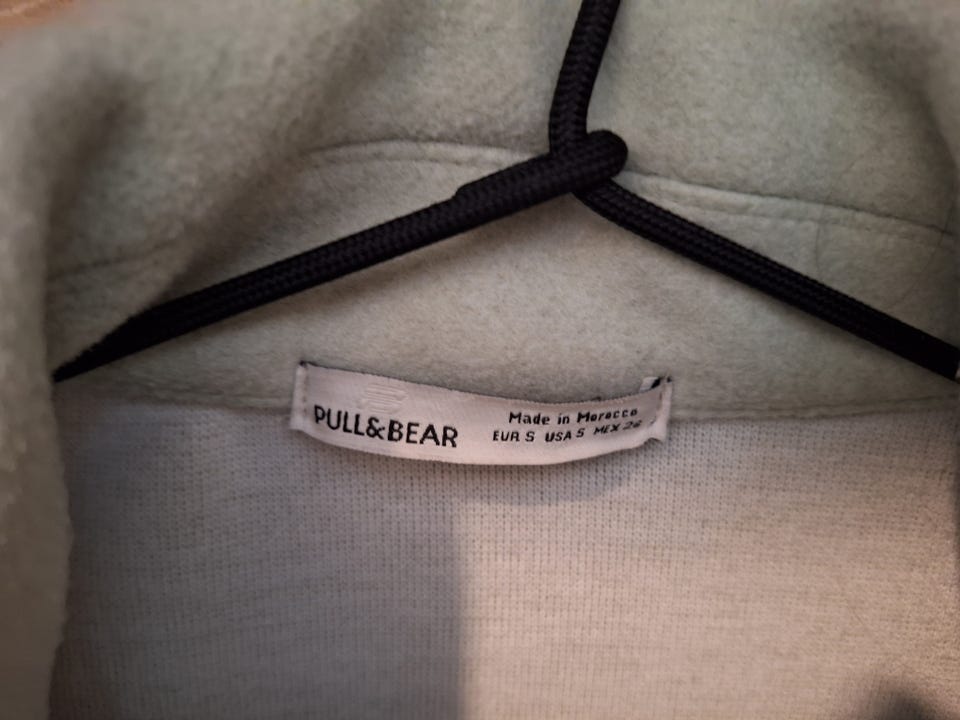 PULL&BEAR
Made in Morocco
EUR S USA S MEX 26